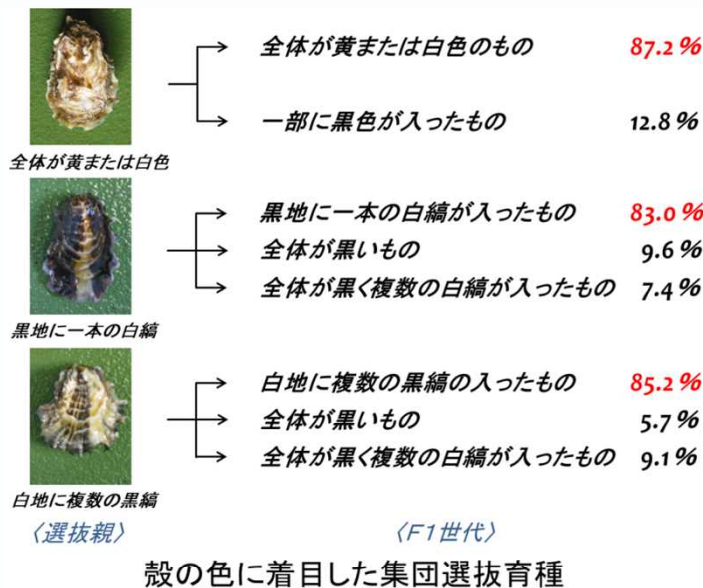 全体が黄または白色のもの 87.2%
一部に黒色が入ったもの 12.8%
全体が黄または白色
黒地に一本の白縞が入ったもの 83.0%
全体が黒いもの 9.6%
全体が黒く複数の白縞が入ったもの 7.4%
黒地に一本の白縞
白地に複数の黒縞の入ったもの 85.2%
全体が黒いもの 5.7%
全体が黒く複数の白縞が入ったもの 9.1%
白地に複数の黒縞
〈選抜親〉 〈F1世代〉
殻の色に着目した集団選抜育種